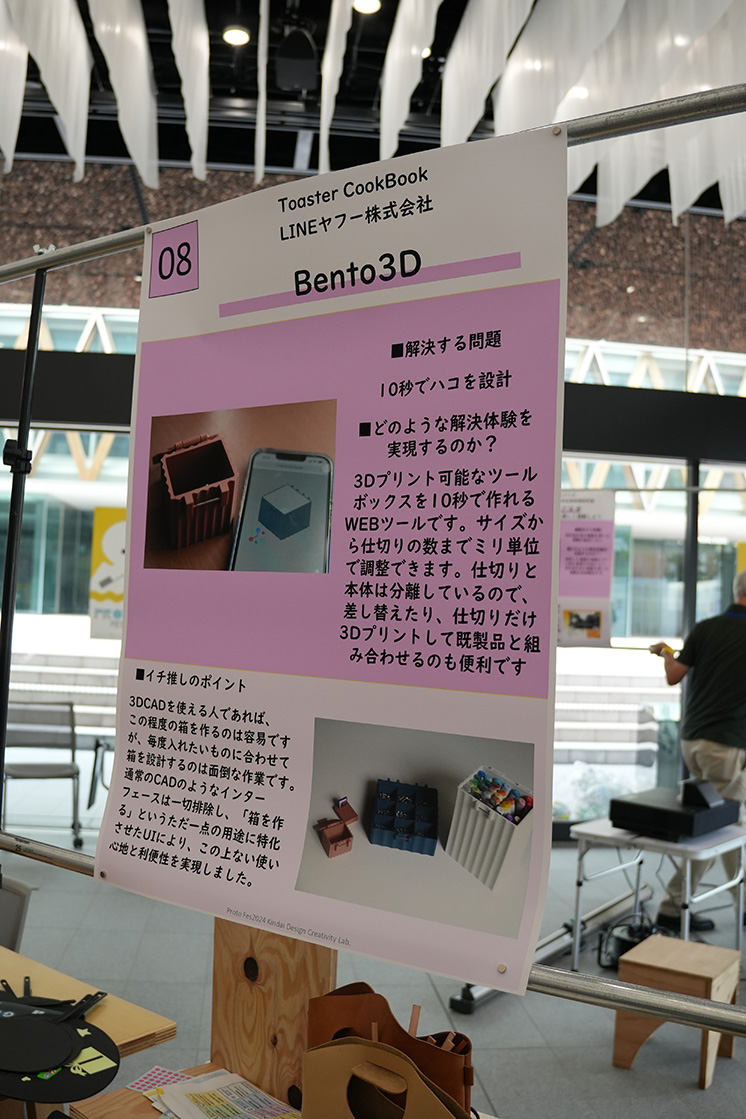 Toaster CookBook
LINEヤフー株式会社
08
Bento3D
■解決する問題
10秒でハコを設計
■どのような解決体験を
実現するのか?
3Dプリント可能なツール
ボックスを10秒で作れる
WEBツールです。サイズか
ら仕切りの数までミリ単位
で調整できます。仕切りと
本体は分離しているので、
差し替えたり、仕切りだけ
3Dプリントして既製品と組
み合わせるのも便利です
■イチ推しのポイント
3DCADを使える人であれば、
この程度の箱を作るのは容易です
が、毎度入れたいものに合わせて
箱を設計するのは面倒な作業です。
通常のCADのようなインター
フェースは一切排除し、「箱を作
る」というただ一点の用途に特化
させたUIにより、この上ない使い
心地と利便性を実現しました。
Proto Fes2024 Kindai Design Creativity Lab.